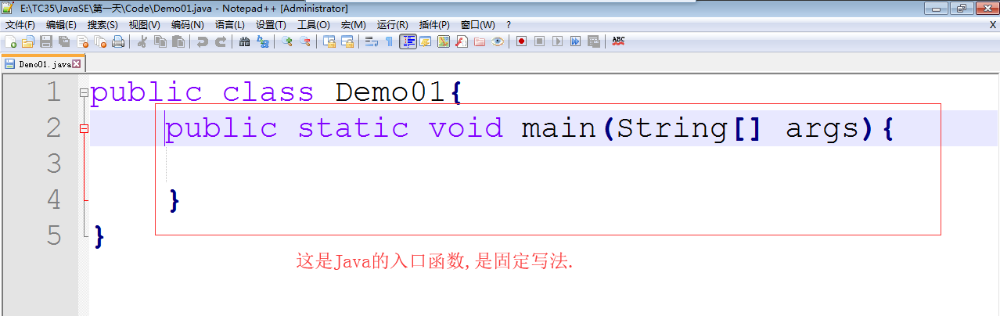 E:\TC35\JavaSE\第一天\Code\Demo01.java - Notepad++ [Administrator]
文件(F) 编辑(E) 搜索(S) 视图(V) 编码(N) 语言(L) 设置(T) 工具(O) 宏(M) 运行(R) 插件(P) 窗口(W) ? X
ABC
Demo01.java
1 public class Demo01{
2 public static void main(String[] args){
3
4 }
5 }
这是Java的入口函数,是固定写法.